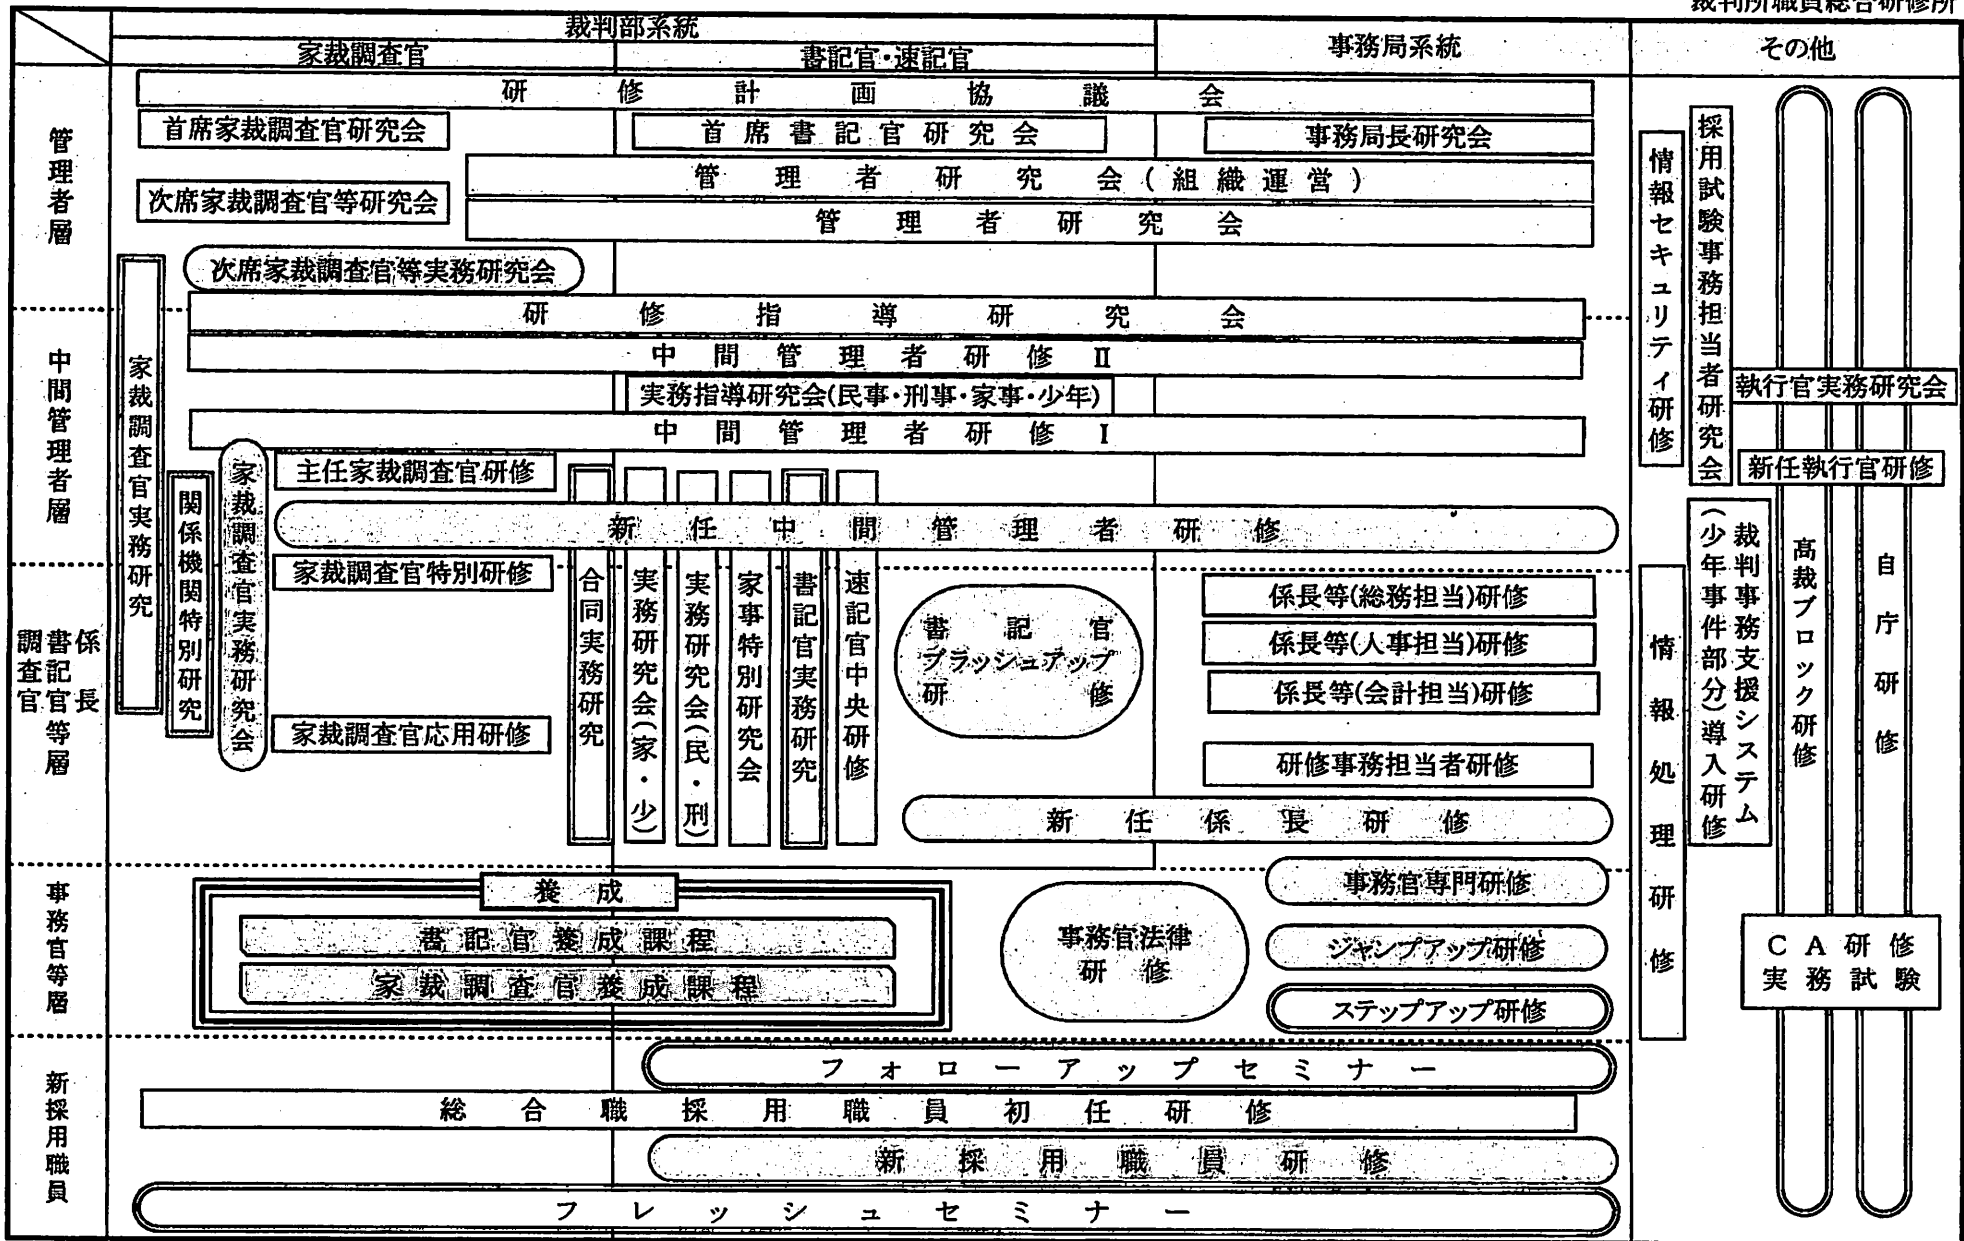 裁判所職員総合研修所
裁判部系統
家裁調査官
書記官・速記官
事務局系統
その他
管理者層
研修計画協議会
首席家裁調査官研究会
首席書記官研究会
事務局長研究会
管理者研究会(組織運営)
次席家裁調査官等研究会
管理者研究会
次席家裁調査官等実務研究会
研修指導研究会
中間管理者層
中間管理者研修Ⅱ
実務指導研究会(民事・刑事・家事・少年)
中間管理者研修Ⅰ
家裁調査官実務研究
関係機関特別研究
家裁調査官実務研究会
主任家裁調査官研修
新任中間管理者研修
係長
書記官等層
調査官
家裁調査官特別研修
家裁調査官応用研修
合同実務研究
実務研究会(家・少)
実務研究会(民・刑)
家事特別研究会
書記官実務研究
速記官中央研修
書記官
ブラッシュアップ
研修
係長等(総務担当)研修
係長等(人事担当)研修
係長等(会計担当)研修
研修事務担当者研修
新任係長研修
事務官等層
養成
書記官養成課程
家裁調査官養成課程
事務官法律
研修
事務官専門研修
ジャンプアップ研修
ステップアップ研修
新採用職員
フォローアップセミナー
総合職採用職員初任研修
新採用職員研修
フレッシュセミナー
情報セキュリティ研修
採用試験事務担当者研究会
情報処理研修
裁判事務支援システム
(少年事件部分)導入研修
高裁ブロック研修
自庁研修
執行官実務研究会
新任執行官研修
CA研修
実務試験